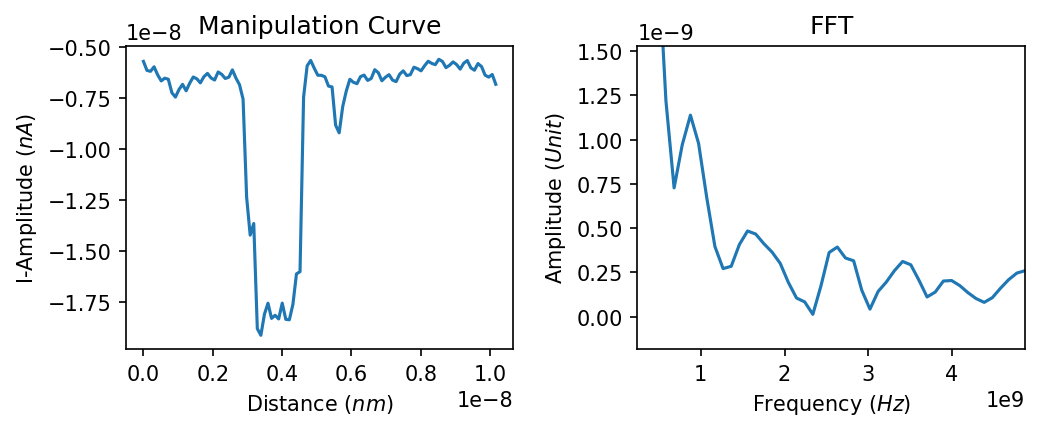 Manipulation Curve
1e−8
I-Amplitude (nA)
−0.50
−0.75
−1.00
−1.25
−1.50
−1.75
0.0 0.2 0.4 0.6 0.8 1.0
1e−8
Distance (nm)
FFT
1e−9
Amplitude (Unit)
1.50
1.25
1.00
0.75
0.50
0.25
0.00
1 2 3 4
1e9
Frequency (Hz)